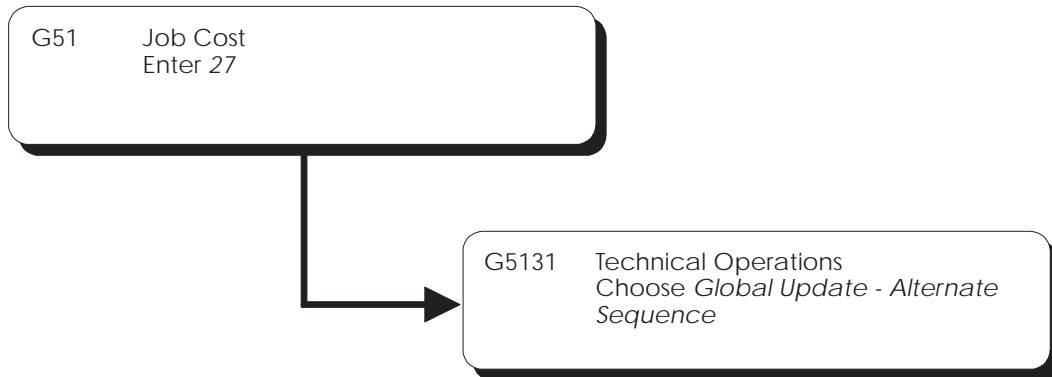 G51 Job Cost
Enter 27
G5131 Technical Operations
Choose Global Update - Alternate
Sequence